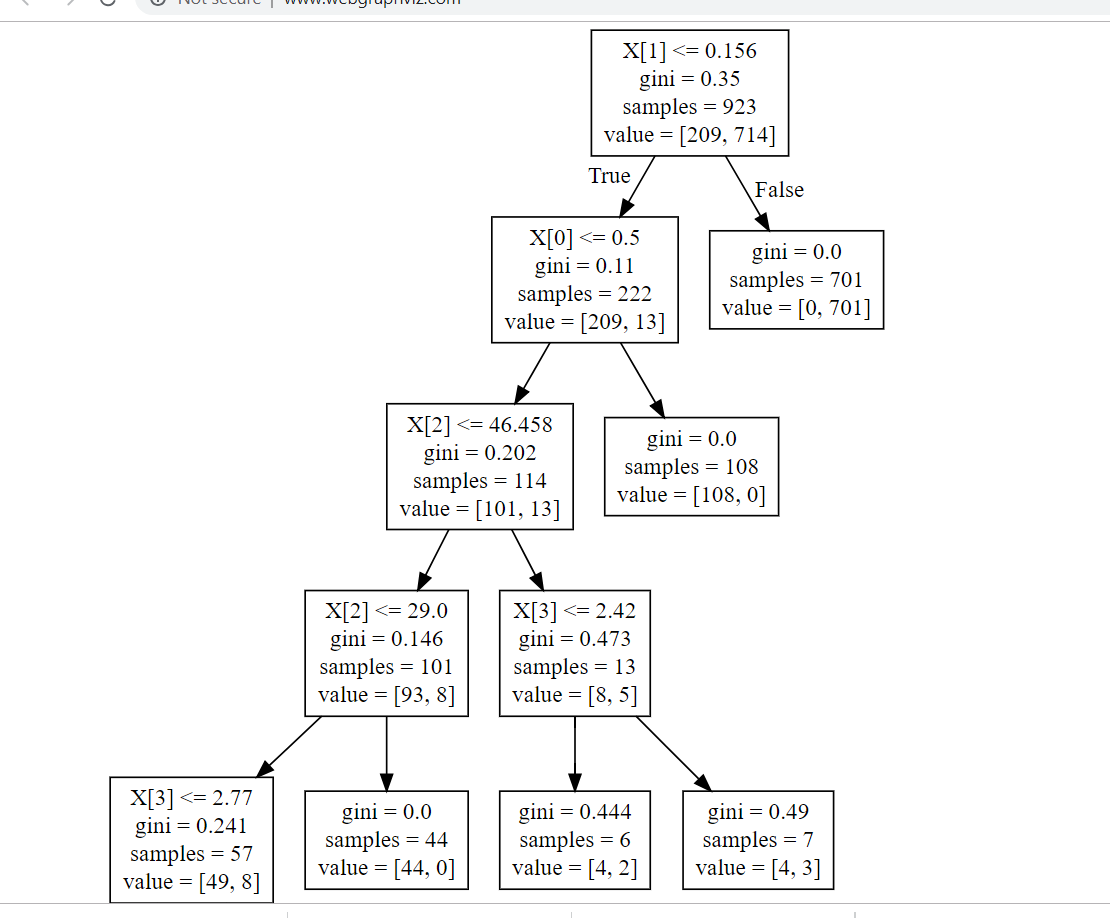 Not secure | www.webgraphviz.com
X[1] <= 0.156
gini = 0.35
samples = 923
value = [209, 714]
True
False
X[0] <= 0.5
gini = 0.11
samples = 222
value = [209, 13]
gini = 0.0
samples = 701
value = [0, 701]
X[2] <= 46.458
gini = 0.202
samples = 114
value = [101, 13]
gini = 0.0
samples = 108
value = [108, 0]
X[2] <= 29.0
gini = 0.146
samples = 101
value = [93, 8]
X[3] <= 2.42
gini = 0.473
samples = 13
value = [8, 5]
X[3] <= 2.77
gini = 0.241
samples = 57
value = [49, 8]
gini = 0.0
samples = 44
value = [44, 0]
gini = 0.444
samples = 6
value = [4, 2]
gini = 0.49
samples = 7
value = [4, 3]